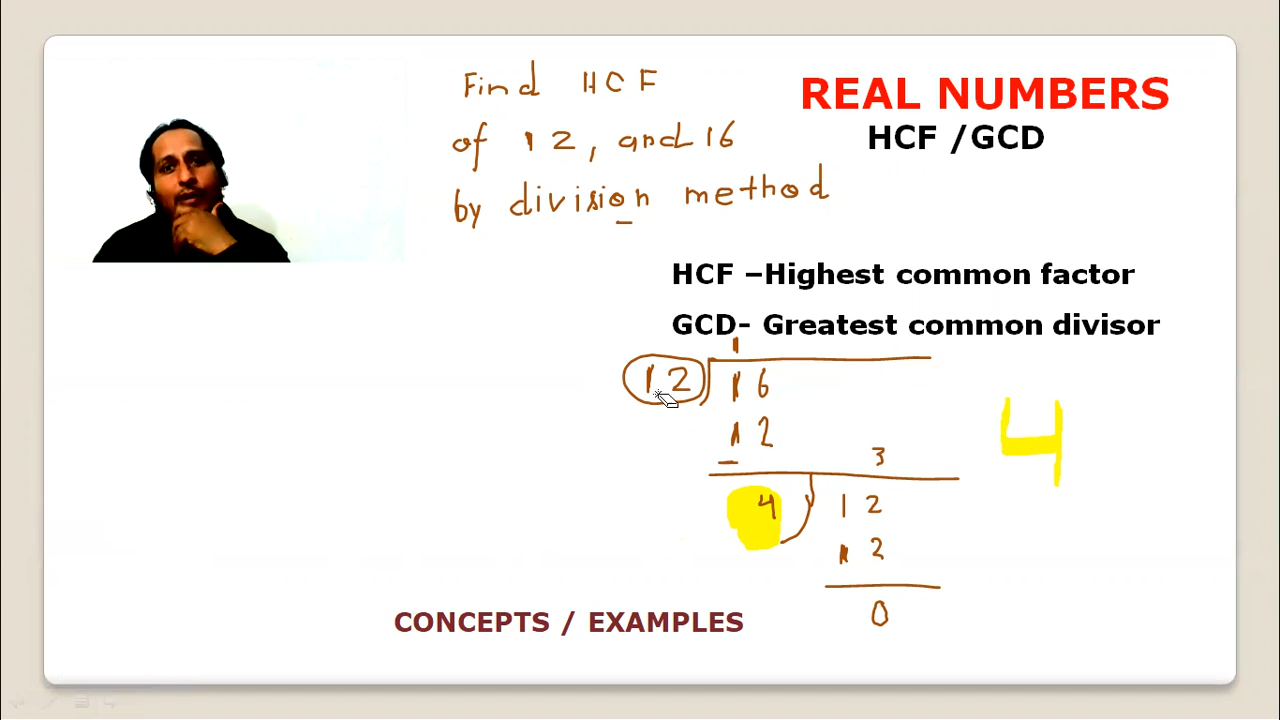 Find HCF
of 12, and 16
by division method
REAL NUMBERS
HCF /GCD
HCF –Highest common factor
GCD- Greatest common divisor
1
12 16
12
3
4 12
12
0
4
CONCEPTS / EXAMPLES